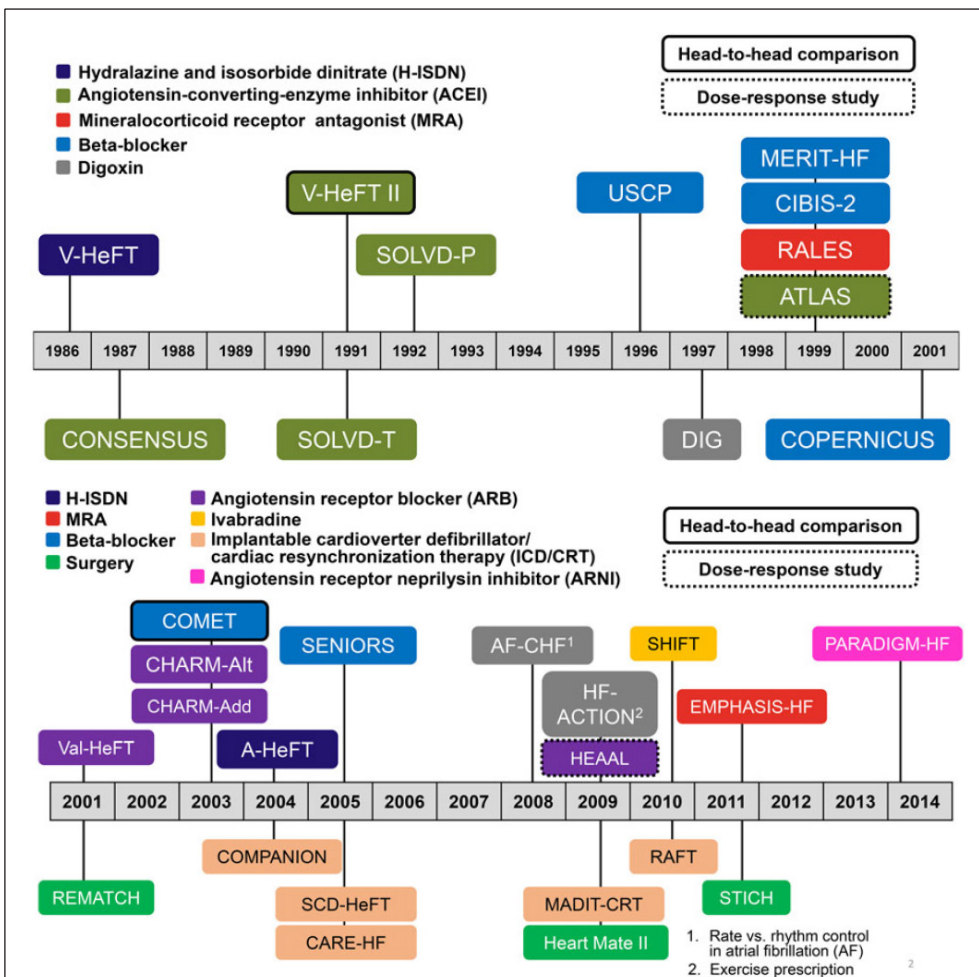 Hydralazine and isosorbide dinitrate (H-ISDN)
Angiotensin-converting-enzyme inhibitor (ACEI)
Mineralocorticoid receptor antagonist (MRA)
Beta-blocker
Digoxin
Head-to-head comparison
Dose-response study
MERIT-HF
V-HeFT II
USCP
CIBIS-2
V-HeFT
SOLVD-P
RALES
ATLAS
1986 1987 1988 1989 1990 1991 1992 1993 1994 1995 1996 1997 1998 1999 2000 2001
CONSENSUS
SOLVD-T
DIG
COPERNICUS
H-ISDN
MRA
Beta-blocker
Surgery
Angiotensin receptor blocker (ARB)
Ivabradine
Implantable cardioverter defibrillator/
cardiac resynchronization therapy (ICD/CRT)
Angiotensin receptor neprilysin inhibitor (ARNI)
Head-to-head comparison
Dose-response study
COMET
CHARM-Alt
CHARM-Add
SENIORS
AF-CHF1
SHIFT
PARADIGM-HF
HF-
ACTION2
EMPHASIS-HF
Val-HeFT
A-HeFT
HEAAL
2001 2002 2003 2004 2005 2006 2007 2008 2009 2010 2011 2012 2013 2014
COMPANION
RAFT
REMATCH
SCD-HeFT
MADIT-CRT
STICH
CARE-HF
Heart Mate II
1. Rate vs. rhythm control
in atrial fibrillation (AF)
2. Exercise prescription
2